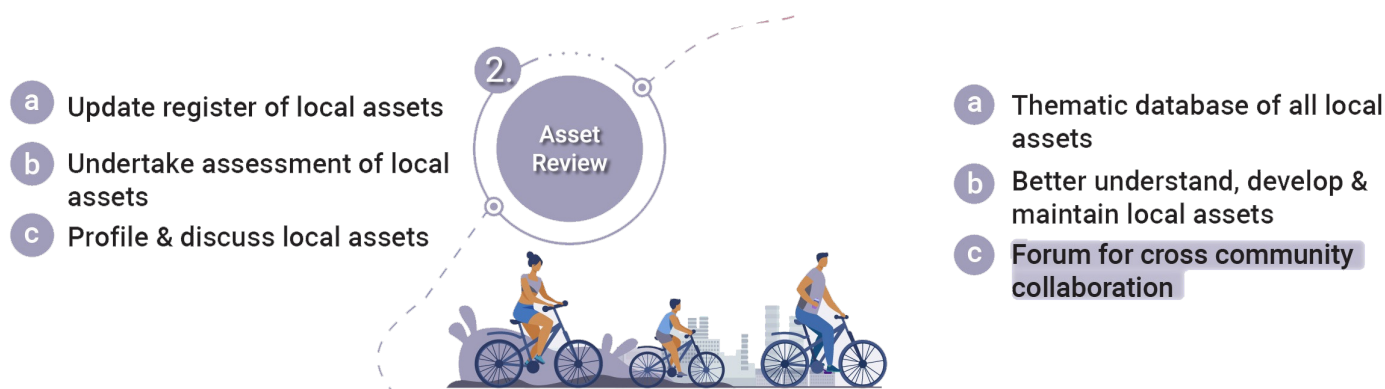 a Update register of local assets
b Undertake assessment of local
assets
c Profile & discuss local assets
2.
Asset
Review
a Thematic database of all local
assets
b Better understand, develop &
maintain local assets
c Forum for cross community
collaboration